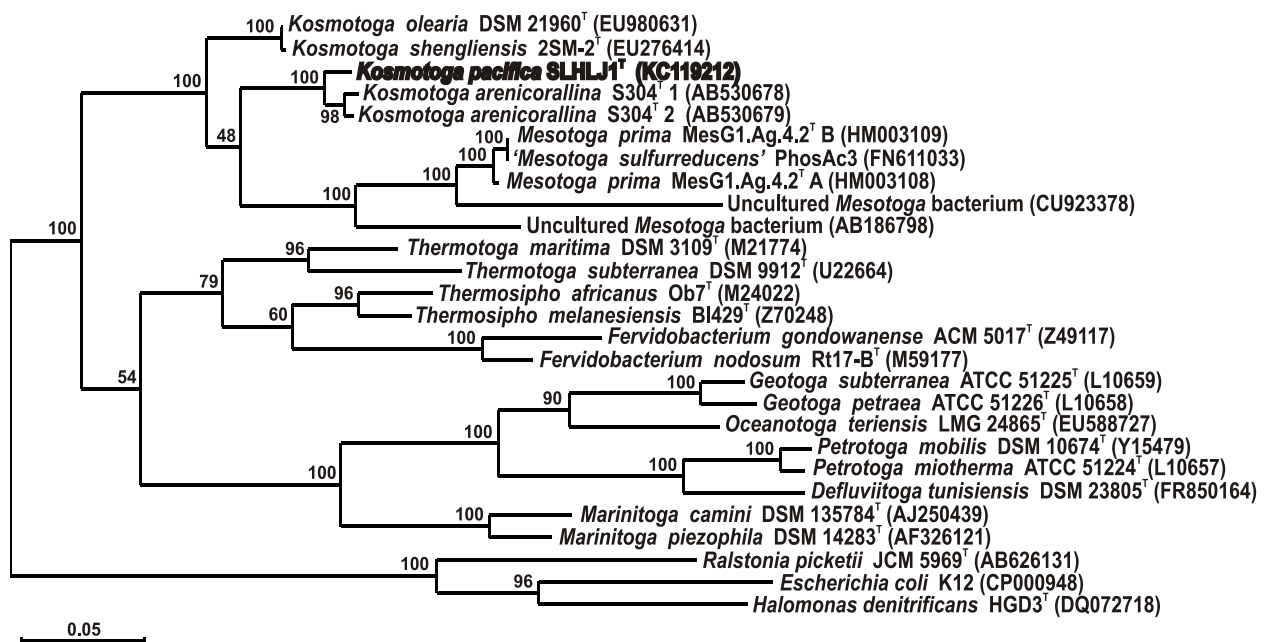 100 Kosmotoga olearia DSM 21960T (EU980631)
Kosmotoga shengliensis 2SM-2T (EU276414)
100 100 Kosmotoga pacifica SLHLJ1T (KC119212)
Kosmotoga arenicorallina S304T 1 (AB530678)
98 Kosmotoga arenicorallina S304T 2 (AB530679)
48 100 Mesotoga prima MesG1.Ag.4.2T B (HM003109)
100 'Mesotoga sulfurreducens' PhosAc3 (FN611033)
100 Mesotoga prima MesG1.Ag.4.2T A (HM003108)
100 Uncultured Mesotoga bacterium (CU923378)
100 Uncultured Mesotoga bacterium (AB186798)
96 Thermotoga maritima DSM 3109T (M21774)
Thermotoga subterranea DSM 9912T (U22664)
79 96 Thermosipho africanus Ob7T (M24022)
60 Thermosipho melanesiensis BI429T (Z70248)
100 Fervidobacterium gondowanense ACM 5017T (Z49117)
Fervidobacterium nodosum Rt17-BT (M59177)
54 100 Geotoga subterranea ATCC 51225T (L10659)
90 Geotoga petraea ATCC 51226T (L10658)
Oceanotoga teriensis LMG 24865T (EU588727)
100 100 Petrotoga mobilis DSM 10674T (Y15479)
100 Petrotoga miotherma ATCC 51224T (L10657)
100 Defluviitoga tunisiensis DSM 23805T (FR850164)
100 Marinitoga camini DSM 135784T (AJ250439)
Marinitoga piezophila DSM 14283T (AF326121)
100 Ralstonia picketii JCM 5969T (AB626131)
96 Escherichia coli K12 (CP000948)
Halomonas denitrificans HGD3T (DQ072718)
0.05